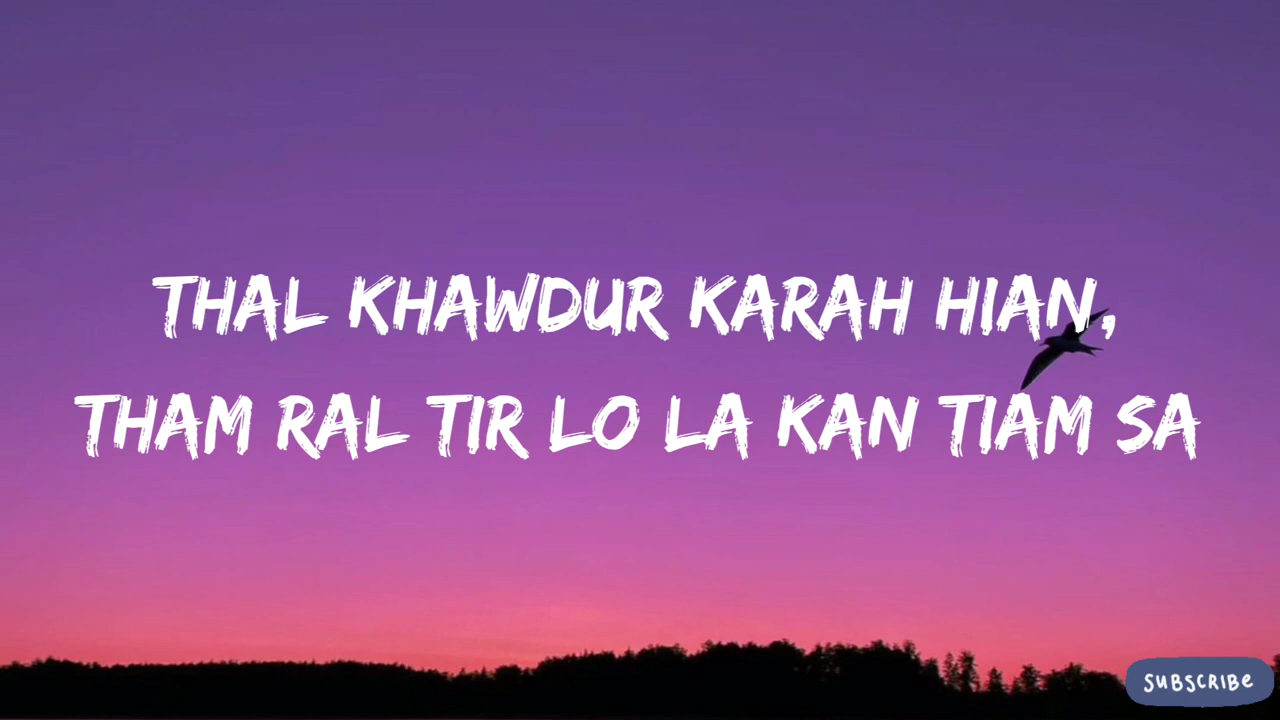 THAL KHAWDUR KARAH HIAN,
THAM RAL TIR LO LA KAN TIAM SA
SUBSCRIBE